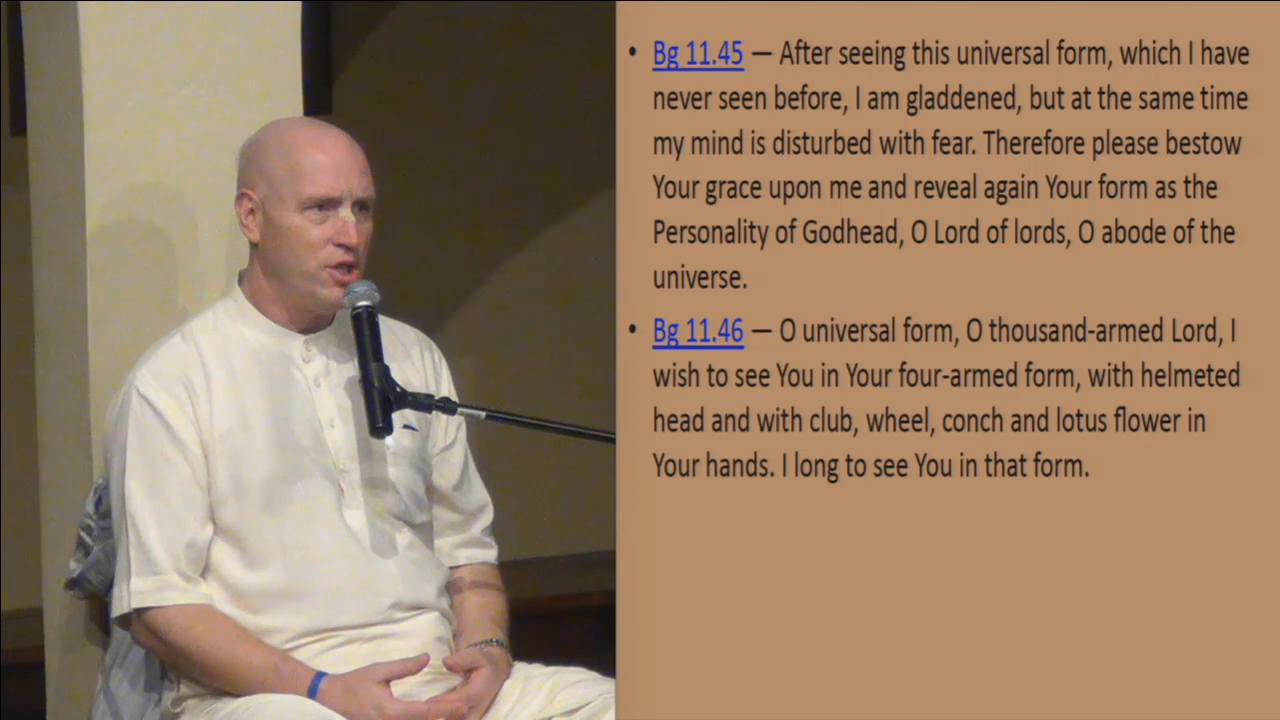 • Bg 11.45 — After seeing this universal form, which I have
never seen before, I am gladdened, but at the same time
my mind is disturbed with fear. Therefore please bestow
Your grace upon me and reveal again Your form as the
Personality of Godhead, O Lord of lords, O abode of the
universe.
• Bg 11.46 — O universal form, O thousand-armed Lord, I
wish to see You in Your four-armed form, with helmeted
head and with club, wheel, conch and lotus flower in
Your hands. I long to see You in that form.